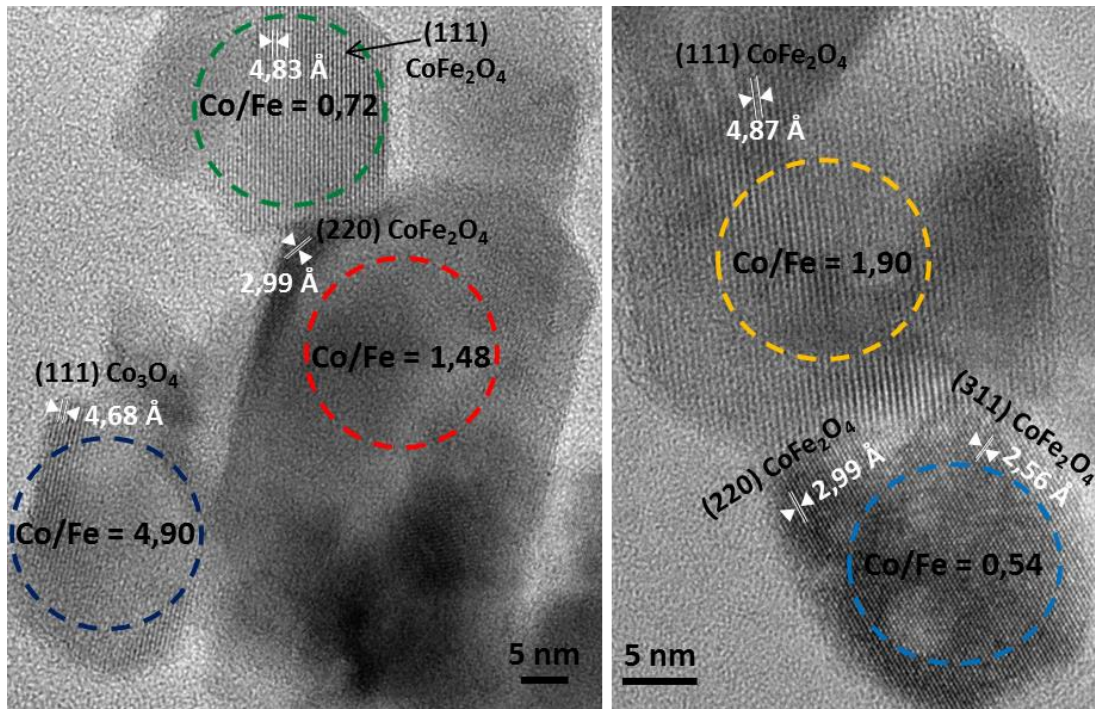 (111)
CoFe₂O₄
4,83 Å
Co/Fe = 0,72
(220) CoFe₂O₄
2,99 Å
Co/Fe = 1,48
(111) Co₃O₄
4,68 Å
Co/Fe = 4,90
5 nm
(111) CoFe₂O₄
4,87 Å
Co/Fe = 1,90
(311) CoFe₂O₄
2,56 Å
(220) CoFe₂O₄
2,99 Å
Co/Fe = 0,54
5 nm